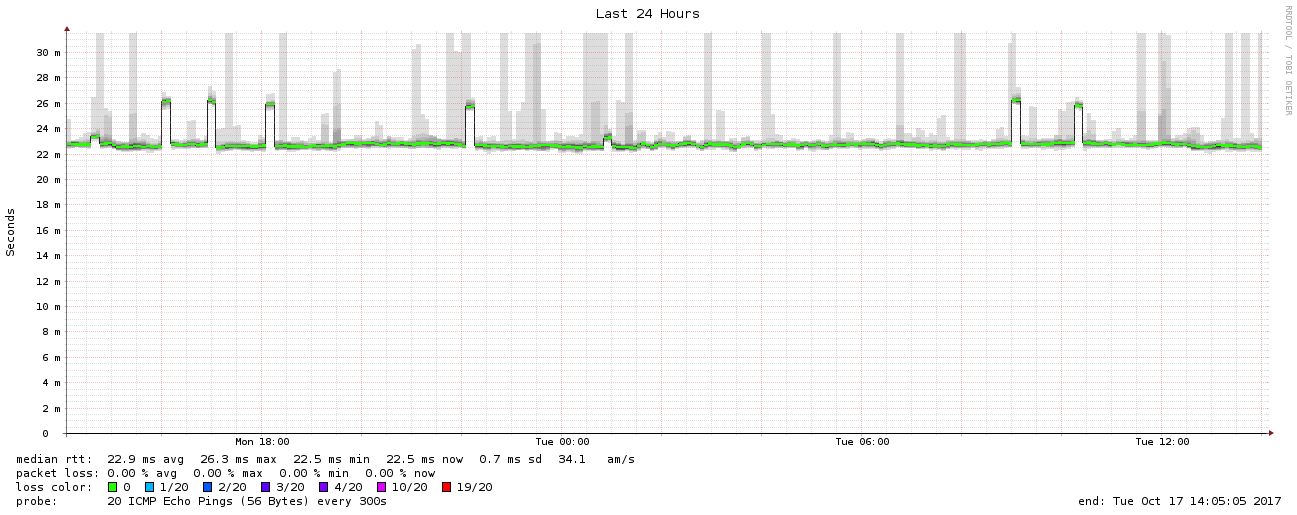 Last 24 Hours
RRDTOOL / TOBI OETIKER
Seconds
30 m
28 m
26 m
24 m
22 m
20 m
18 m
16 m
14 m
12 m
10 m
8 m
6 m
4 m
2 m
0
Mon 18:00 Tue 00:00 Tue 06:00 Tue 12:00
median rtt: 22.9 ms avg 26.3 ms max 22.5 ms min 22.5 ms now 0.7 ms sd 34.1 am/s
packet loss: 0.00 % avg 0.00 % max 0.00 % min 0.00 % now
loss color: 0 1/20 2/20 3/20 4/20 10/20 19/20
probe: 20 ICMP Echo Pings (56 Bytes) every 300s end: Tue Oct 17 14:05:05 2017